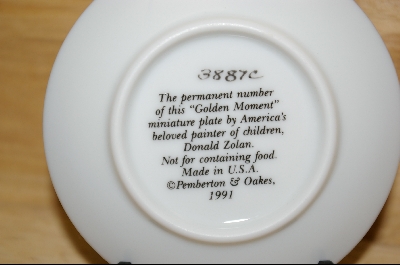 3887C
The permanent number
of this "Golden Moment"
miniature plate by America's
beloved painter of children,
Donald Zolan.
Not for containing food.
Made in U.S.A.
©Pemberton & Oakes,
1991